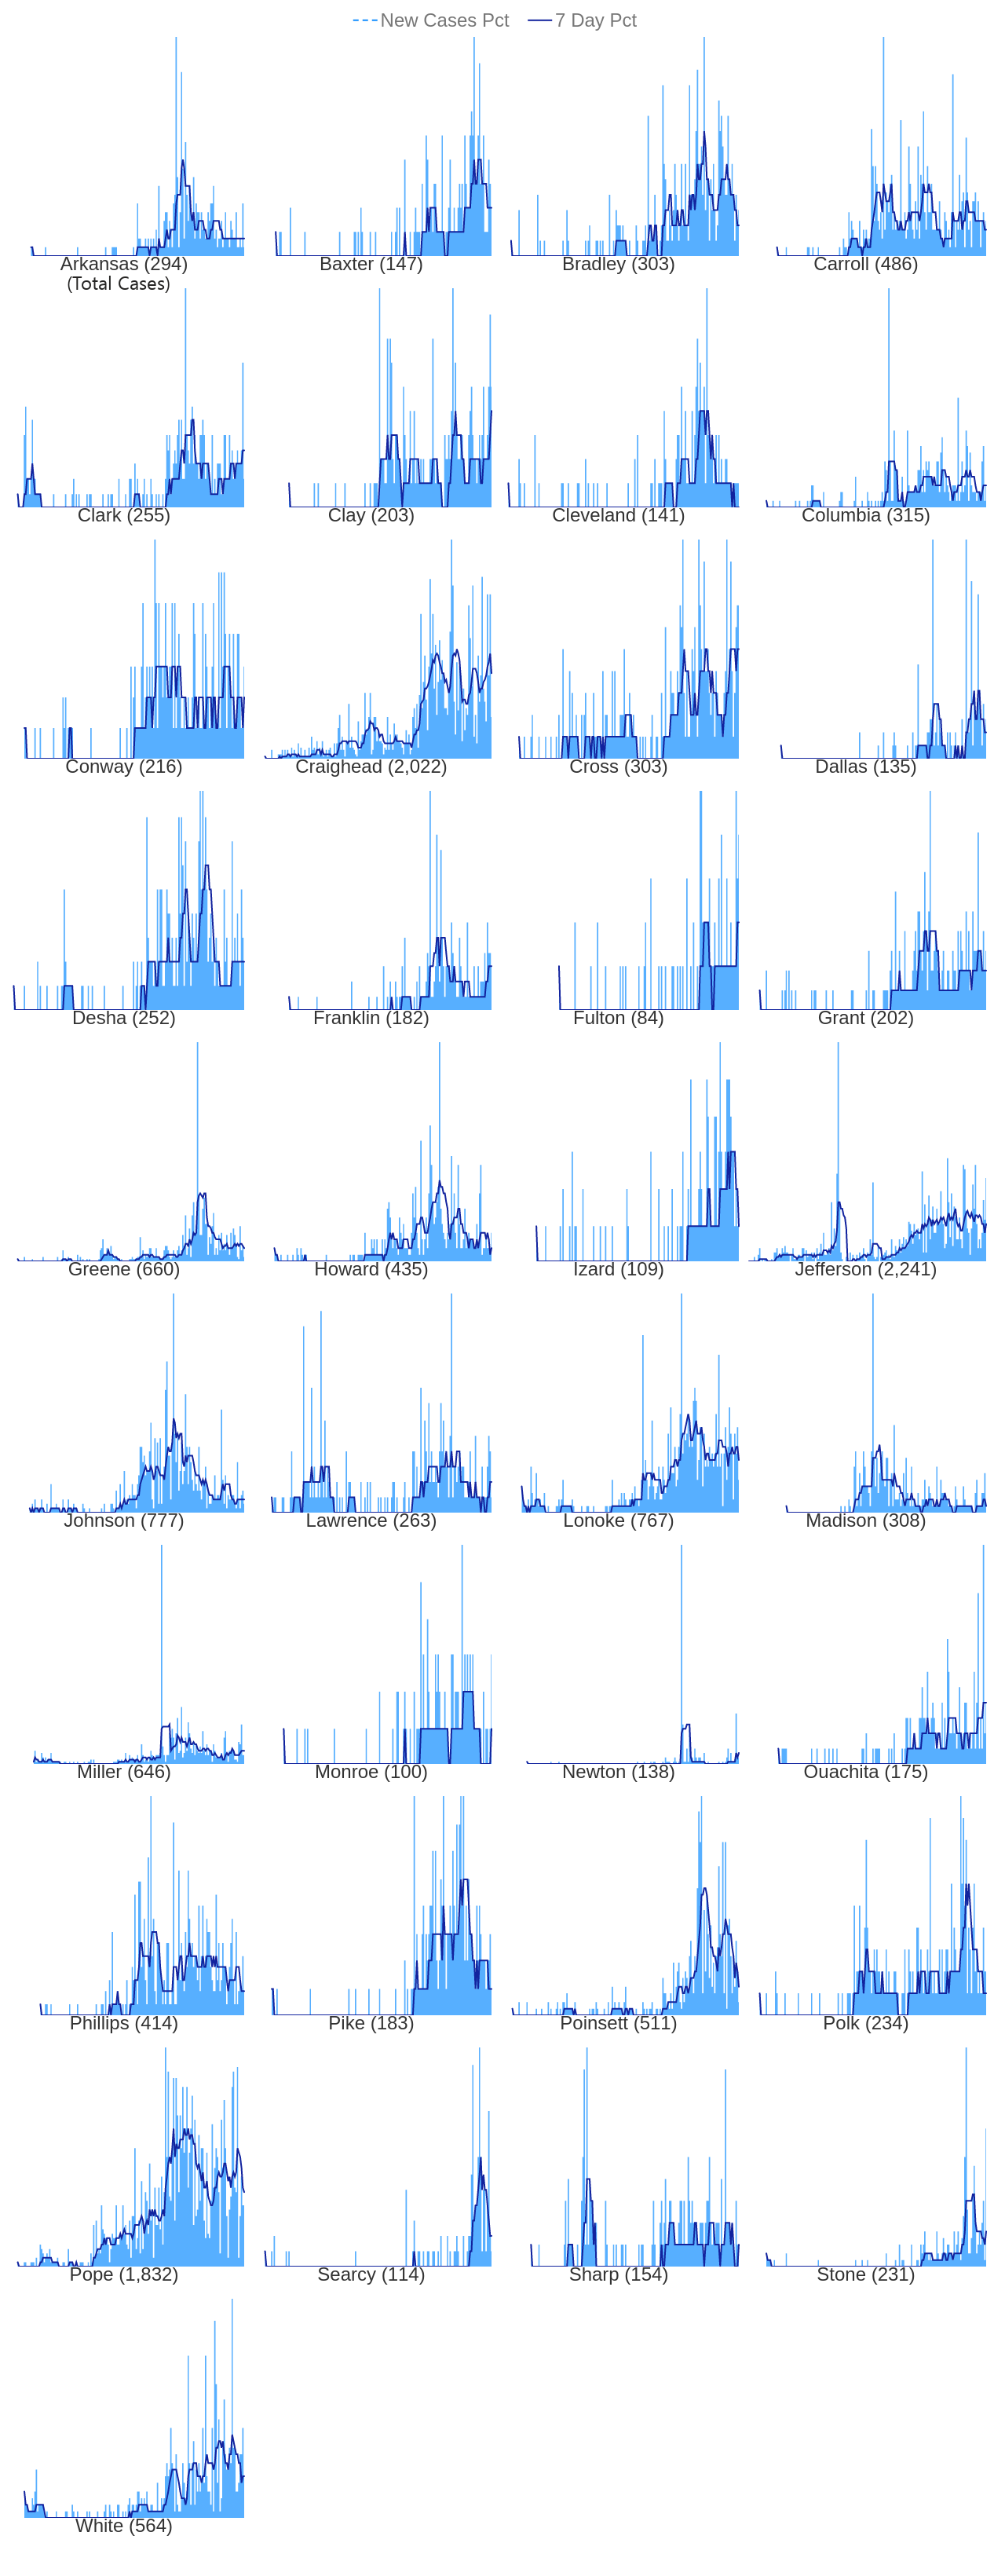 New Cases Pct 7 Day Pct
Arkansas (294) Baxter (147) Bradley (303) Carroll (486)
(Total Cases)
Clark (255) Clay (203) Cleveland (141) Columbia (315)
Conway (216) Craighead (2,022) Cross (303) Dallas (135)
Desha (252) Franklin (182) Fulton (84) Grant (202)
Greene (660) Howard (435) Izard (109) Jefferson (2,241)
Johnson (777) Lawrence (263) Lonoke (767) Madison (308)
Miller (646) Monroe (100) Newton (138) Ouachita (175)
Phillips (414) Pike (183) Poinsett (511) Polk (234)
Pope (1,832) Searcy (114) Sharp (154) Stone (231)
White (564)